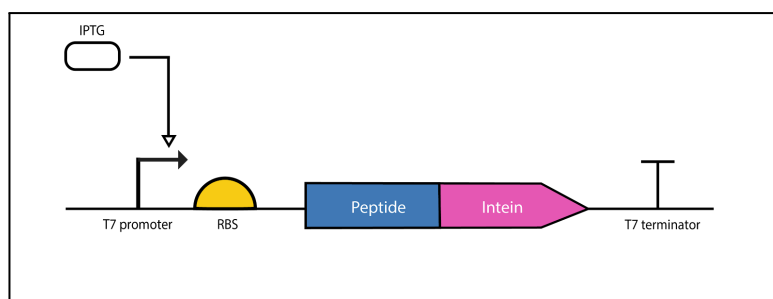 IPTG
Peptide
Intein
T7 promoter
RBS
T7 terminator